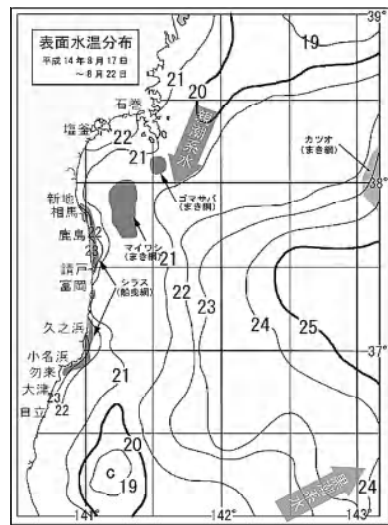 表面水温分布
平成14年8月17日
～8月22日
39°
19
21
20
石巻
塩釜
22
21
親潮系水
カツオ
(まき網)
38°
ゴマサバ
(まき網)
新地
相馬
鹿島
22
23
マイワシ
(まき網)
21
請戸
富岡
シラス
(船曳網)
22
23
24
25
久之浜
37°
小名浜
勿来
大津
23
22
日立
21
20
C
19
黒潮系水
24
141°
142°
143°